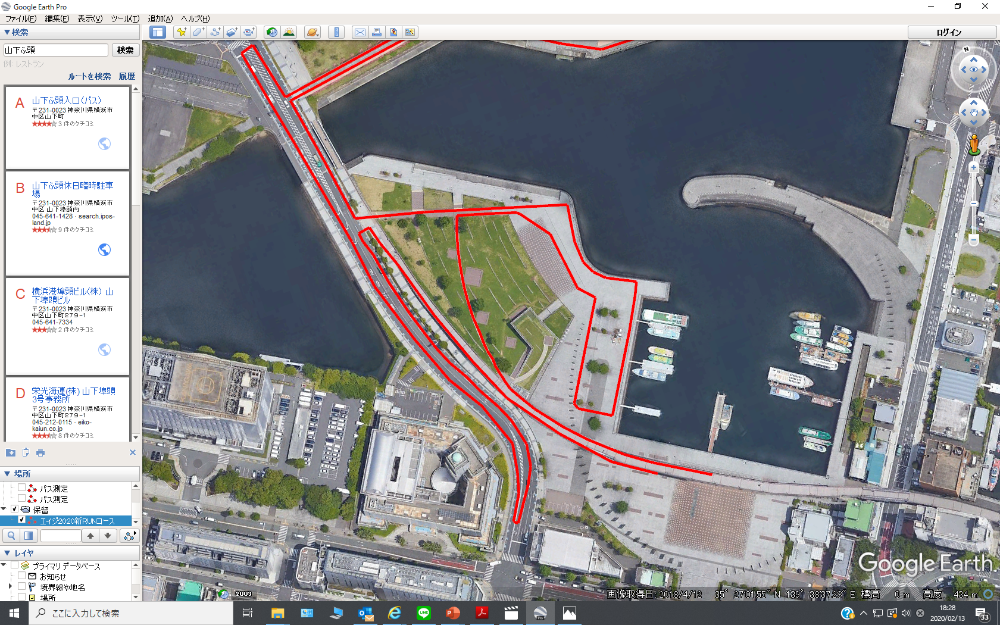 Google Earth Pro
ファイル(F) 編集(E) 表示(V) ツール(T) 追加(A) ヘルプ(H)
▼検索
山下ふ頭
検索
例: レストラン
ルートを検索 履歴
A 山下ふ頭入口(バス)
〒231-0023 神奈川県横浜市
中区山下町
★★★★☆ 3 件のクチコミ
B 山下ふ頭休日臨時駐車
場
〒231-0023 神奈川県横浜市
中区 山下埠頭内
045-641-1428 · search.ipos-
land.jp
★★★★☆ 9 件のクチコミ
C 横浜港埠頭ビル(株) 山
下埠頭ビル
〒231-0023 神奈川県横浜市
中区山下町279-1
045-641-7334
★★★☆☆ 2 件のクチコミ
D 栄光海運(株) 山下埠頭
3号事務所
〒231-0023 神奈川県横浜市
中区山下町279-1
045-212-0115 · eiko-
kaiun.co.jp
★★★★☆ 8 件のクチコミ
▼ 場所
パス測定
パス測定
保留
エイジ2020新RUNコース
▼ レイヤ
プライマリ データベース
お知らせ
境界線や地名
場所
ログイン
N
2003
Google Earth
画像取得日: 2018/4/12 35° 27'01.55" N 139° 38'37.28" E 標高 0 m 高度 434 m
ここに入力して検索
LINE
Pro
18:28
2020/02/13
33